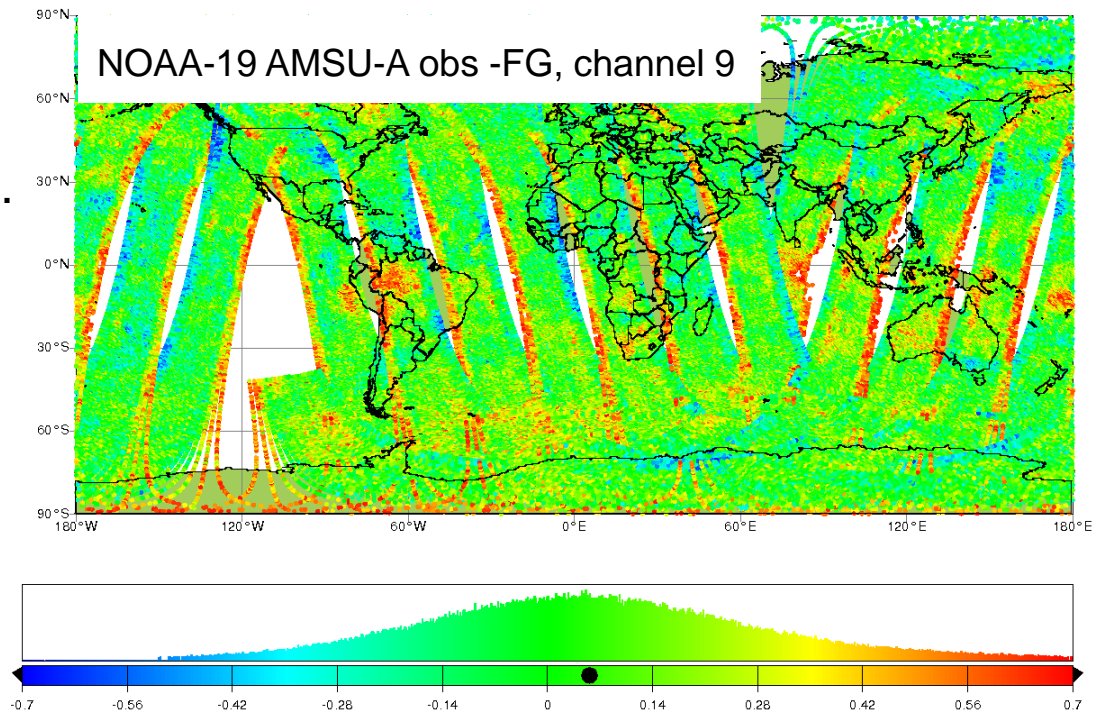 90°N
NOAA-19 AMSU-A obs -FG, channel 9
60°N
30°N
.
0°N
30°S
60°S
90°S
180°W 120°W 60°W 0°E 60°E 120°E 180°E
-0.7 -0.56 -0.42 -0.28 -0.14 0 0.14 0.28 0.42 0.56 0.7